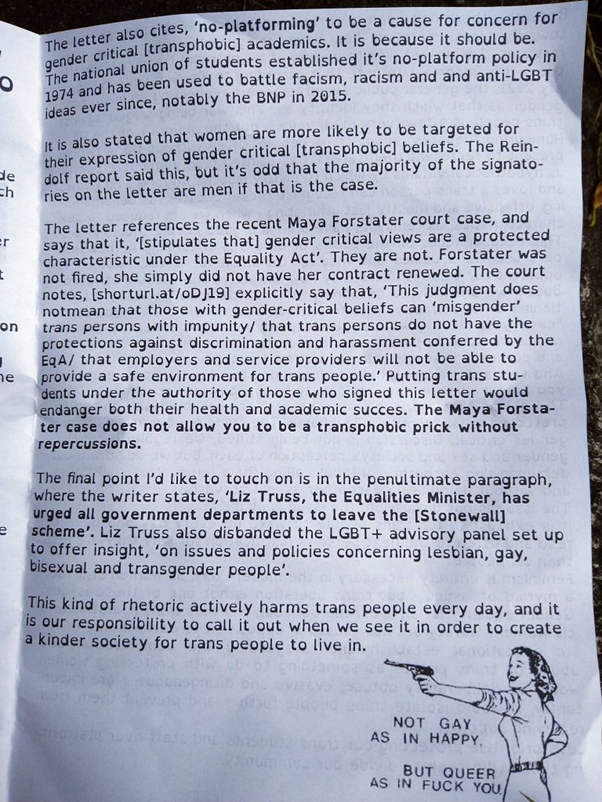 The letter also cites, 'no-platforming' to be a cause for concern for
gender critical [transphobic] academics. It is because it should be.
The national union of students established it's no-platform policy in
1974 and has been used to battle facism, racism and and anti-LGBT
ideas ever since, notably the BNP in 2015.
It is also stated that women are more likely to be targeted for
their expression of gender critical [transphobic] beliefs. The Rein-
dolf report said this, but it's odd that the majority of the signato-
ries on the letter are men if that is the case.
The letter references the recent Maya Forstater court case, and
says that it, '[stipulates that] gender critical views are a protected
characteristic under the Equality Act'. They are not. Forstater was
not fired, she simply did not have her contract renewed. The court
notes, [shorturl.at/oDJ19] explicitly say that, 'This judgment does
notmean that those with gender-critical beliefs can 'misgender'
trans persons with impunity/ that trans persons do not have the
protections against discrimination and harassment conferred by the
EqA/ that employers and service providers will not be able to
provide a safe environment for trans people.' Putting trans stu-
dents under the authority of those who signed this letter would
endanger both their health and academic succes. The Maya Forsta-
ter case does not allow you to be a transphobic prick without
repercussions.
The final point I'd like to touch on is in the penultimate paragraph,
where the writer states, 'Liz Truss, the Equalities Minister, has
urged all government departments to leave the [Stonewall]
scheme'. Liz Truss also disbanded the LGBT+ advisory panel set up
to offer insight, 'on issues and policies concerning lesbian, gay,
bisexual and transgender people'.
This kind of rhetoric actively harms trans people every day, and it
is our responsibility to call it out when we see it in order to create
a kinder society for trans people to live in.
NOT GAY
AS IN HAPPY
BUT QUEER
AS IN FUCK YOU